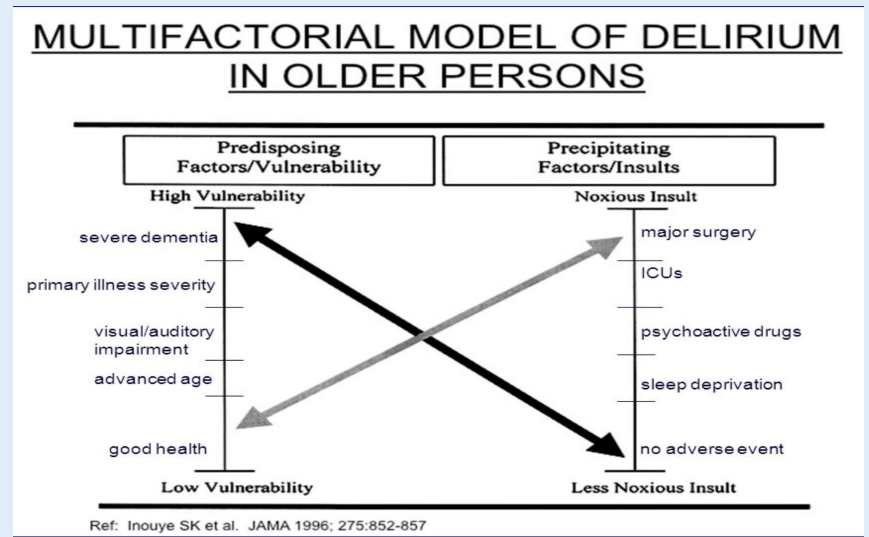 MULTIFACTORIAL MODEL OF DELIRIUM
IN OLDER PERSONS
Predisposing
Factors/Vulnerability
Precipitating
Factors/Insults
High Vulnerability
Noxious Insult
severe dementia
major surgery
ICUs
primary illness severity
visual/auditory
impairment
psychoactive drugs
advanced age
sleep deprivation
good health
no adverse event
Low Vulnerability
Less Noxious Insult
Ref: Inouye SK et al. JAMA 1996; 275:852-857